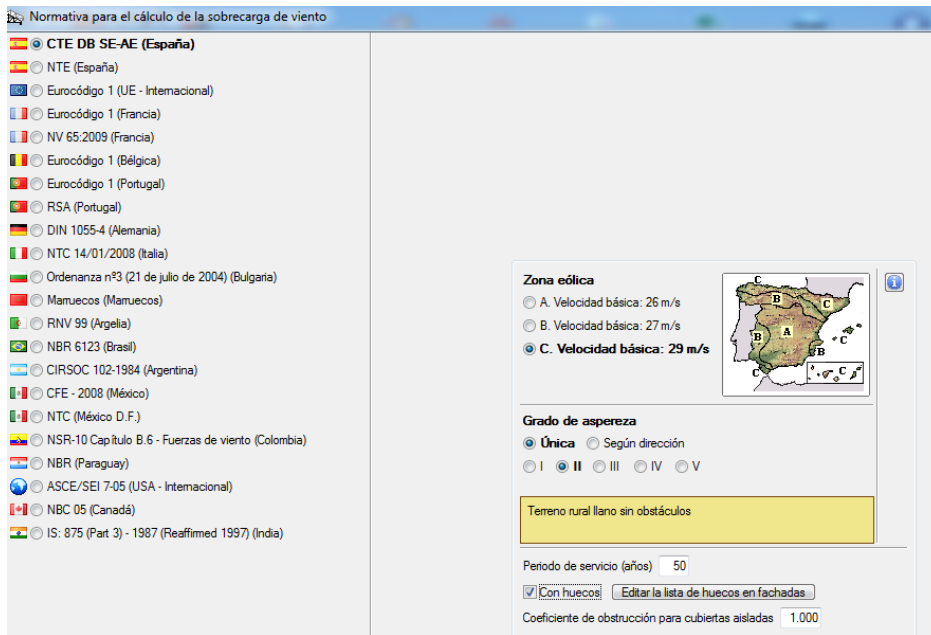 Normativa para el cálculo de la sobrecarga de viento
CTE DB SE-AE (España)
NTE (España)
Eurocódigo 1 (UE - Internacional)
Eurocódigo 1 (Francia)
NV 65:2009 (Francia)
Eurocódigo 1 (Bélgica)
Eurocódigo 1 (Portugal)
RSA (Portugal)
DIN 1055-4 (Alemania)
NTC 14/01/2008 (Italia)
Ordenanza nº3 (21 de julio de 2004) (Bulgaria)
Marruecos (Marruecos)
RNV 99 (Argelia)
NBR 6123 (Brasil)
CIRSOC 102-1984 (Argentina)
CFE - 2008 (México)
NTC (México D.F.)
NSR-10 Capítulo B.6 - Fuerzas de viento (Colombia)
NBR (Paraguay)
ASCE/SEI 7-05 (USA - Internacional)
NBC 05 (Canadá)
IS: 875 (Part 3) - 1987 (Reaffirmed 1997) (India)
Zona eólica
A. Velocidad básica: 26 m/s
B. Velocidad básica: 27 m/s
C. Velocidad básica: 29 m/s
C
B C
B A C
B
C C
Grado de aspereza
Única Según dirección
I II III IV V
Terreno rural llano sin obstáculos
Periodo de servicio (años) 50
Con huecos Editar la lista de huecos en fachadas
Coeficiente de obstrucción para cubiertas aisladas 1.000